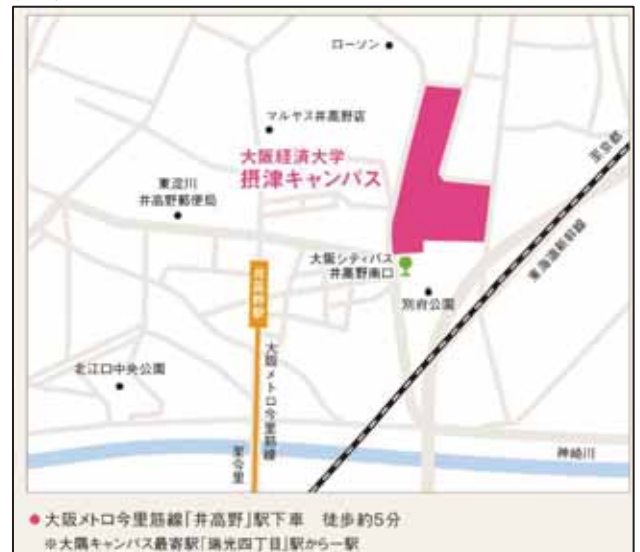 ローソン
マルヤス井高野店
大阪経済大学
摂津キャンパス
至京都
東淀川
井高野郵便局
東海道新幹線
大阪シティバス
井高野南口
別府公園
井高野駅
大阪メトロ今里筋線
北江口中央公園
至今里
神崎川
●大阪メトロ今里筋線「井高野」駅下車 徒歩約5分
※大隅キャンパス最寄駅「瑞光四丁目」駅から一駅